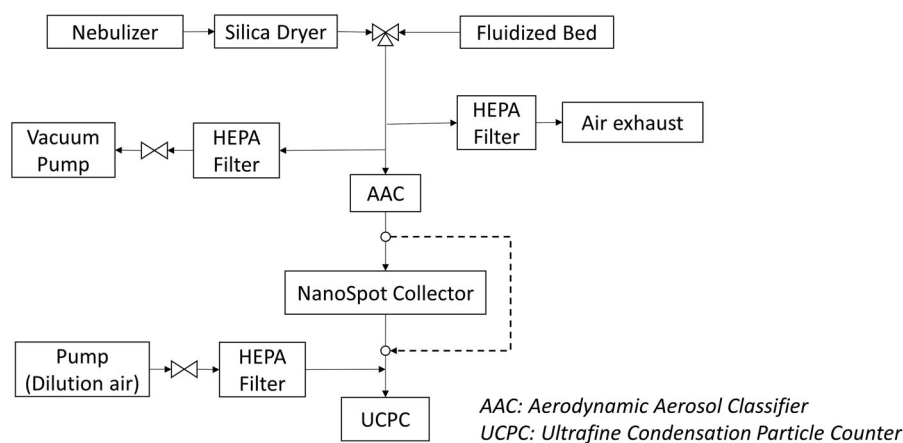 Nebulizer
Silica Dryer
Fluidized Bed
HEPA
Filter
Air exhaust
Vacuum
Pump
HEPA
Filter
AAC
NanoSpot Collector
Pump
(Dilution air)
HEPA
Filter
UCPC
AAC: Aerodynamic Aerosol Classifier
UCPC: Ultrafine Condensation Particle Counter